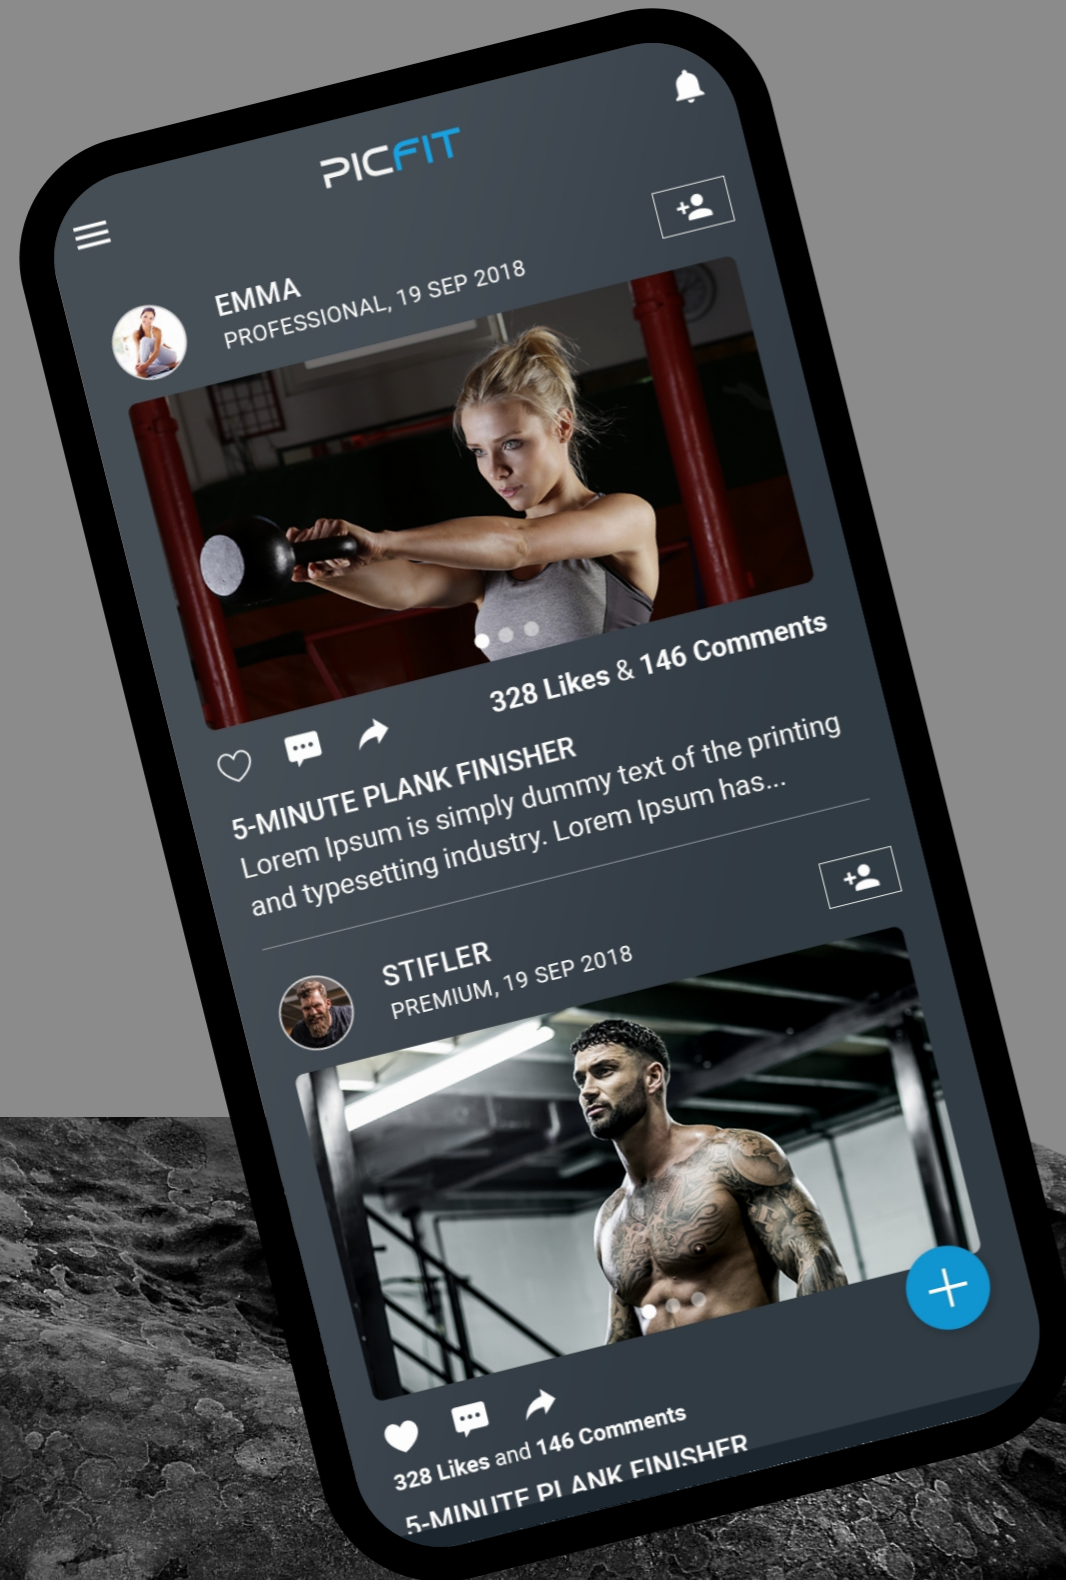 PICFIT
EMMA
PROFESSIONAL, 19 SEP 2018
328 Likes & 146 Comments
5-MINUTE PLANK FINISHER
Lorem Ipsum is simply dummy text of the printing
and typesetting industry. Lorem Ipsum has...
STIFLER
PREMIUM, 19 SEP 2018
328 Likes and 146 Comments
5-MINUTE PLANK FINISHER